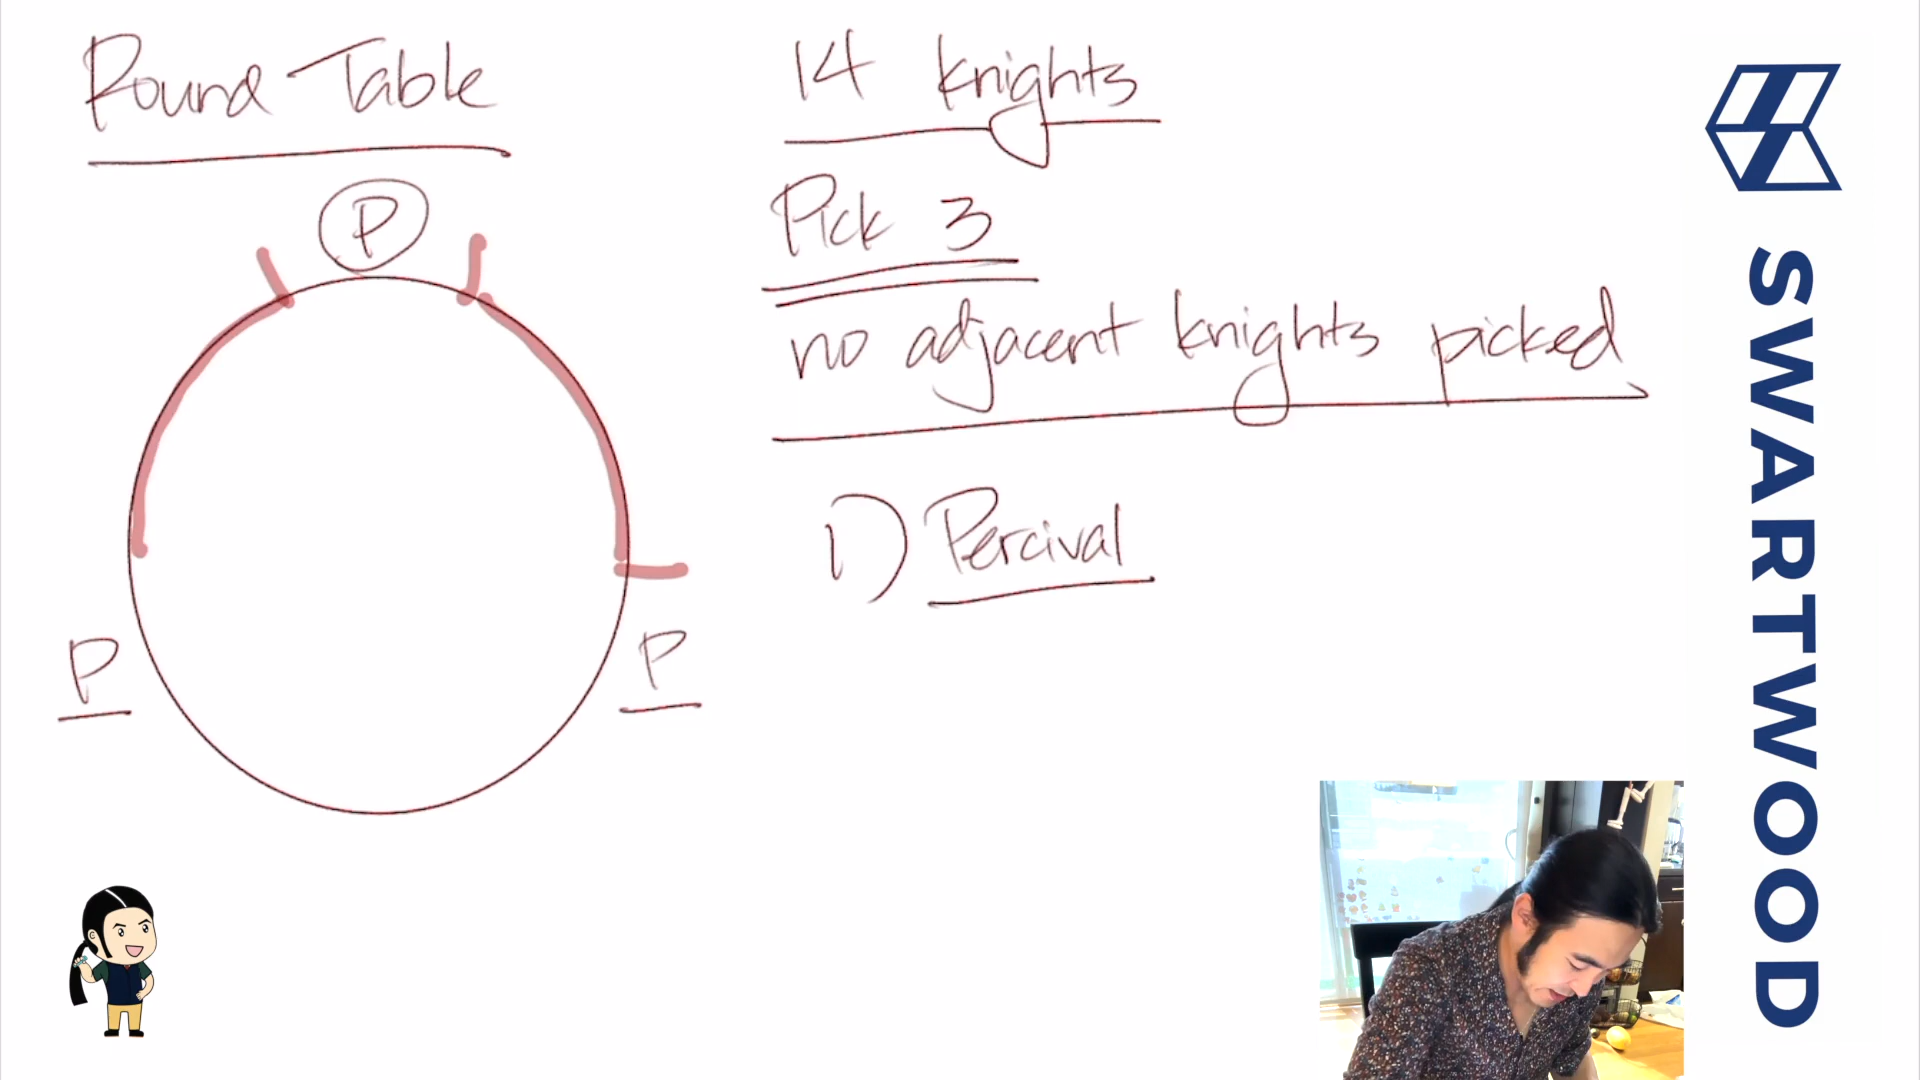 Round Table
14 knights
Pick 3
no adjacent knights picked
1) Percival
P
P
P
SWARTWOOD